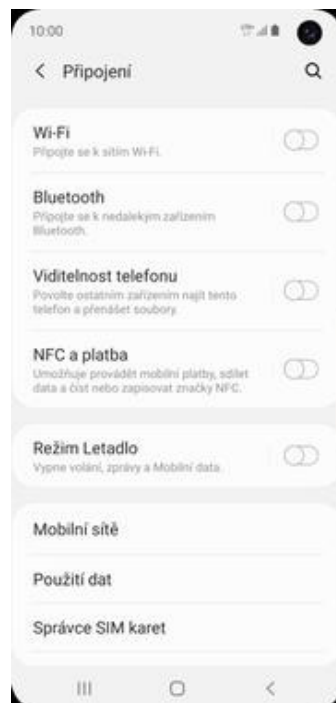 10:00
Připojení
Wi-Fi
Připojte se k sítím Wi-Fi.
Bluetooth
Připojte se k nedalekým zařízením
Bluetooth.
Viditelnost telefonu
Povolte ostatním zařízením najít tento
telefon a přenášet soubory.
NFC a platba
Umožňuje provádět mobilní platby, sdílet
data a číst nebo zapisovat značky NFC.
Režim Letadlo
Vypne volání, zprávy a Mobilní data.
Mobilní sítě
Použití dat
Správce SIM karet